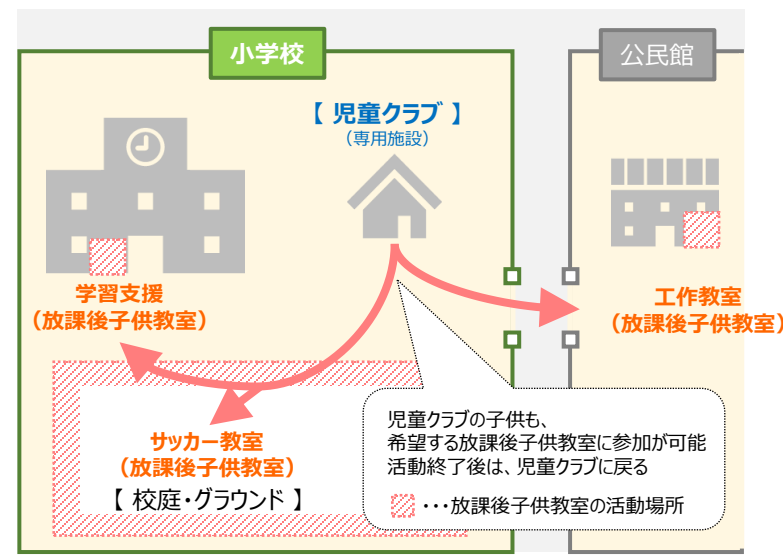 小学校
公民館
【 児童クラブ 】
（専用施設）
学習支援
（放課後子供教室）
工作教室
（放課後子供教室）
サッカー教室
（放課後子供教室）
【 校庭・グラウンド 】
児童クラブの子供も、
希望する放課後子供教室に参加が可能
活動終了後は、児童クラブに戻る
・・・放課後子供教室の活動場所